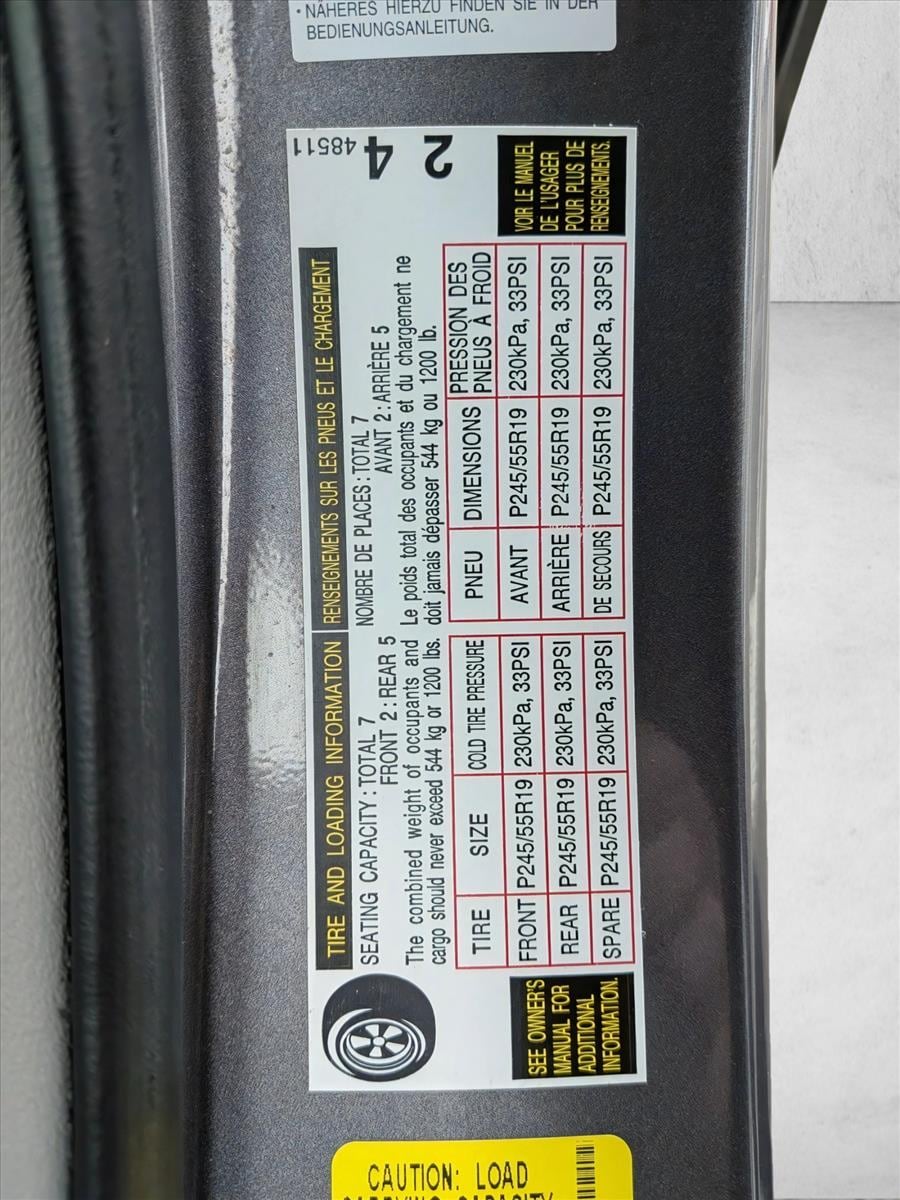 • NÄHERES HIERZU FINDEN SIE IN DER
BEDIENUNGSANLEITUNG.
48511
4
2
TIRE AND LOADING INFORMATION
SEATING CAPACITY : TOTAL 7
FRONT 2 : REAR 5
The combined weight of occupants and
cargo should never exceed 544 kg or 1200 lbs.
TIRE SIZE COLD TIRE PRESSURE
FRONT P245/55R19 230kPa, 33PSI
REAR P245/55R19 230kPa, 33PSI
SPARE P245/55R19 230kPa, 33PSI
SEE OWNER'S
MANUAL FOR
ADDITIONAL
INFORMATION.
RENSEIGNEMENTS SUR LES PNEUS ET LE CHARGEMENT
NOMBRE DE PLACES : TOTAL 7
AVANT 2 : ARRIÈRE 5
Le poids total des occupants et du chargement ne
doit jamais dépasser 544 kg ou 1200 lb.
PNEU DIMENSIONS PRESSION DES
PNEUS À FROID
AVANT P245/55R19 230kPa, 33PSI
ARRIÈRE P245/55R19 230kPa, 33PSI
DE SECOURS P245/55R19 230kPa, 33PSI
VOIR LE MANUEL
DE L'USAGER
POUR PLUS DE
RENSEIGNEMENTS.
CAUTION: LOAD
CARRYING CAPACITY